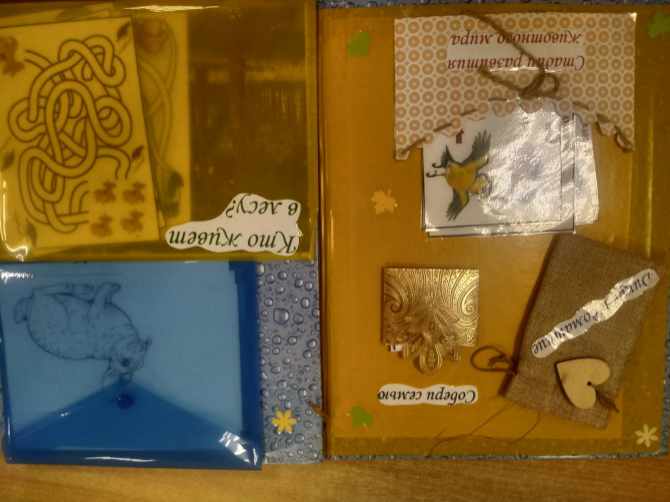 Дикие и домашние
Собери семью
Стадии развития
животного мира
Кто живет
в лесу?